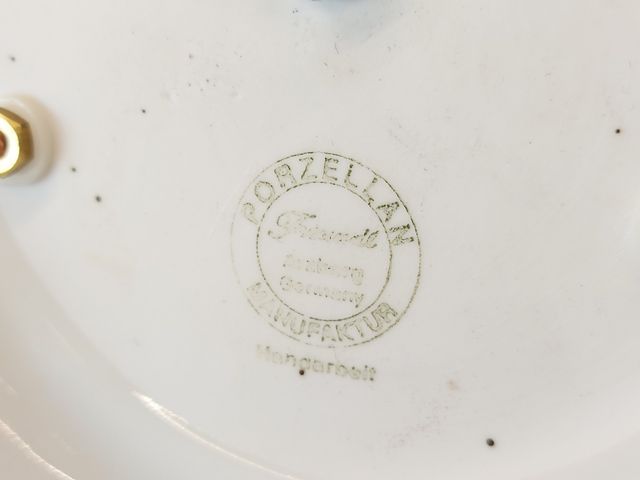 PORZELLAN
Germany
MANUFAKTUR
Handarbeit